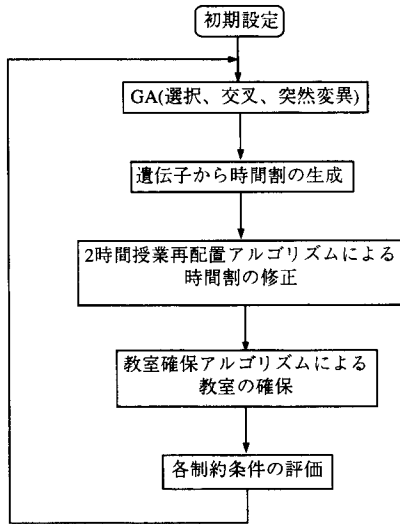 初期設定
GA(選択、交叉、突然変異)
遺伝子から時間割の生成
2時間授業再配置アルゴリズムによる
時間割の修正
教室確保アルゴリズムによる
教室の確保
各制約条件の評価